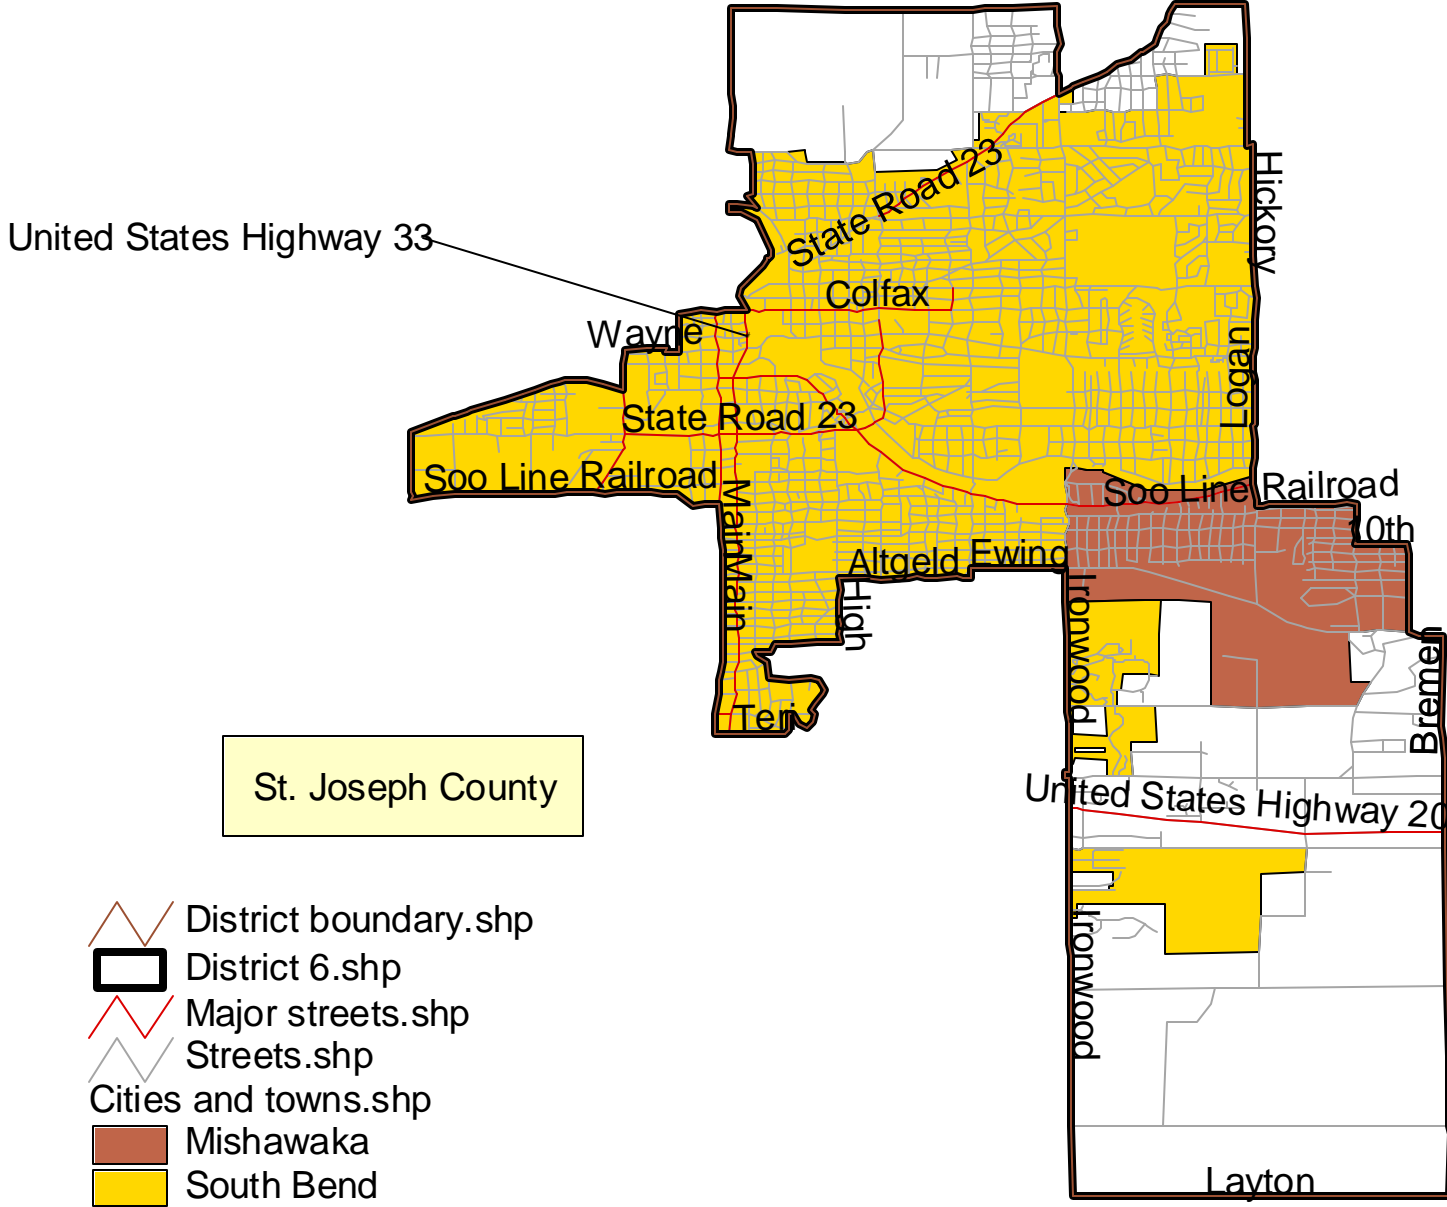 State Road 23
Hickory
United States Highway 33
Colfax
Wayne
Logan
State Road 23
Soo Line Railroad
Soo Line Railroad
Main
Main
10th
Altgeld
Ewing
High
Ironwood
Bremen
Teri
St. Joseph County
United States Highway 20
District boundary.shp
District 6.shp
Ironwood
Major streets.shp
Streets.shp
Cities and towns.shp
Mishawaka
South Bend
Layton